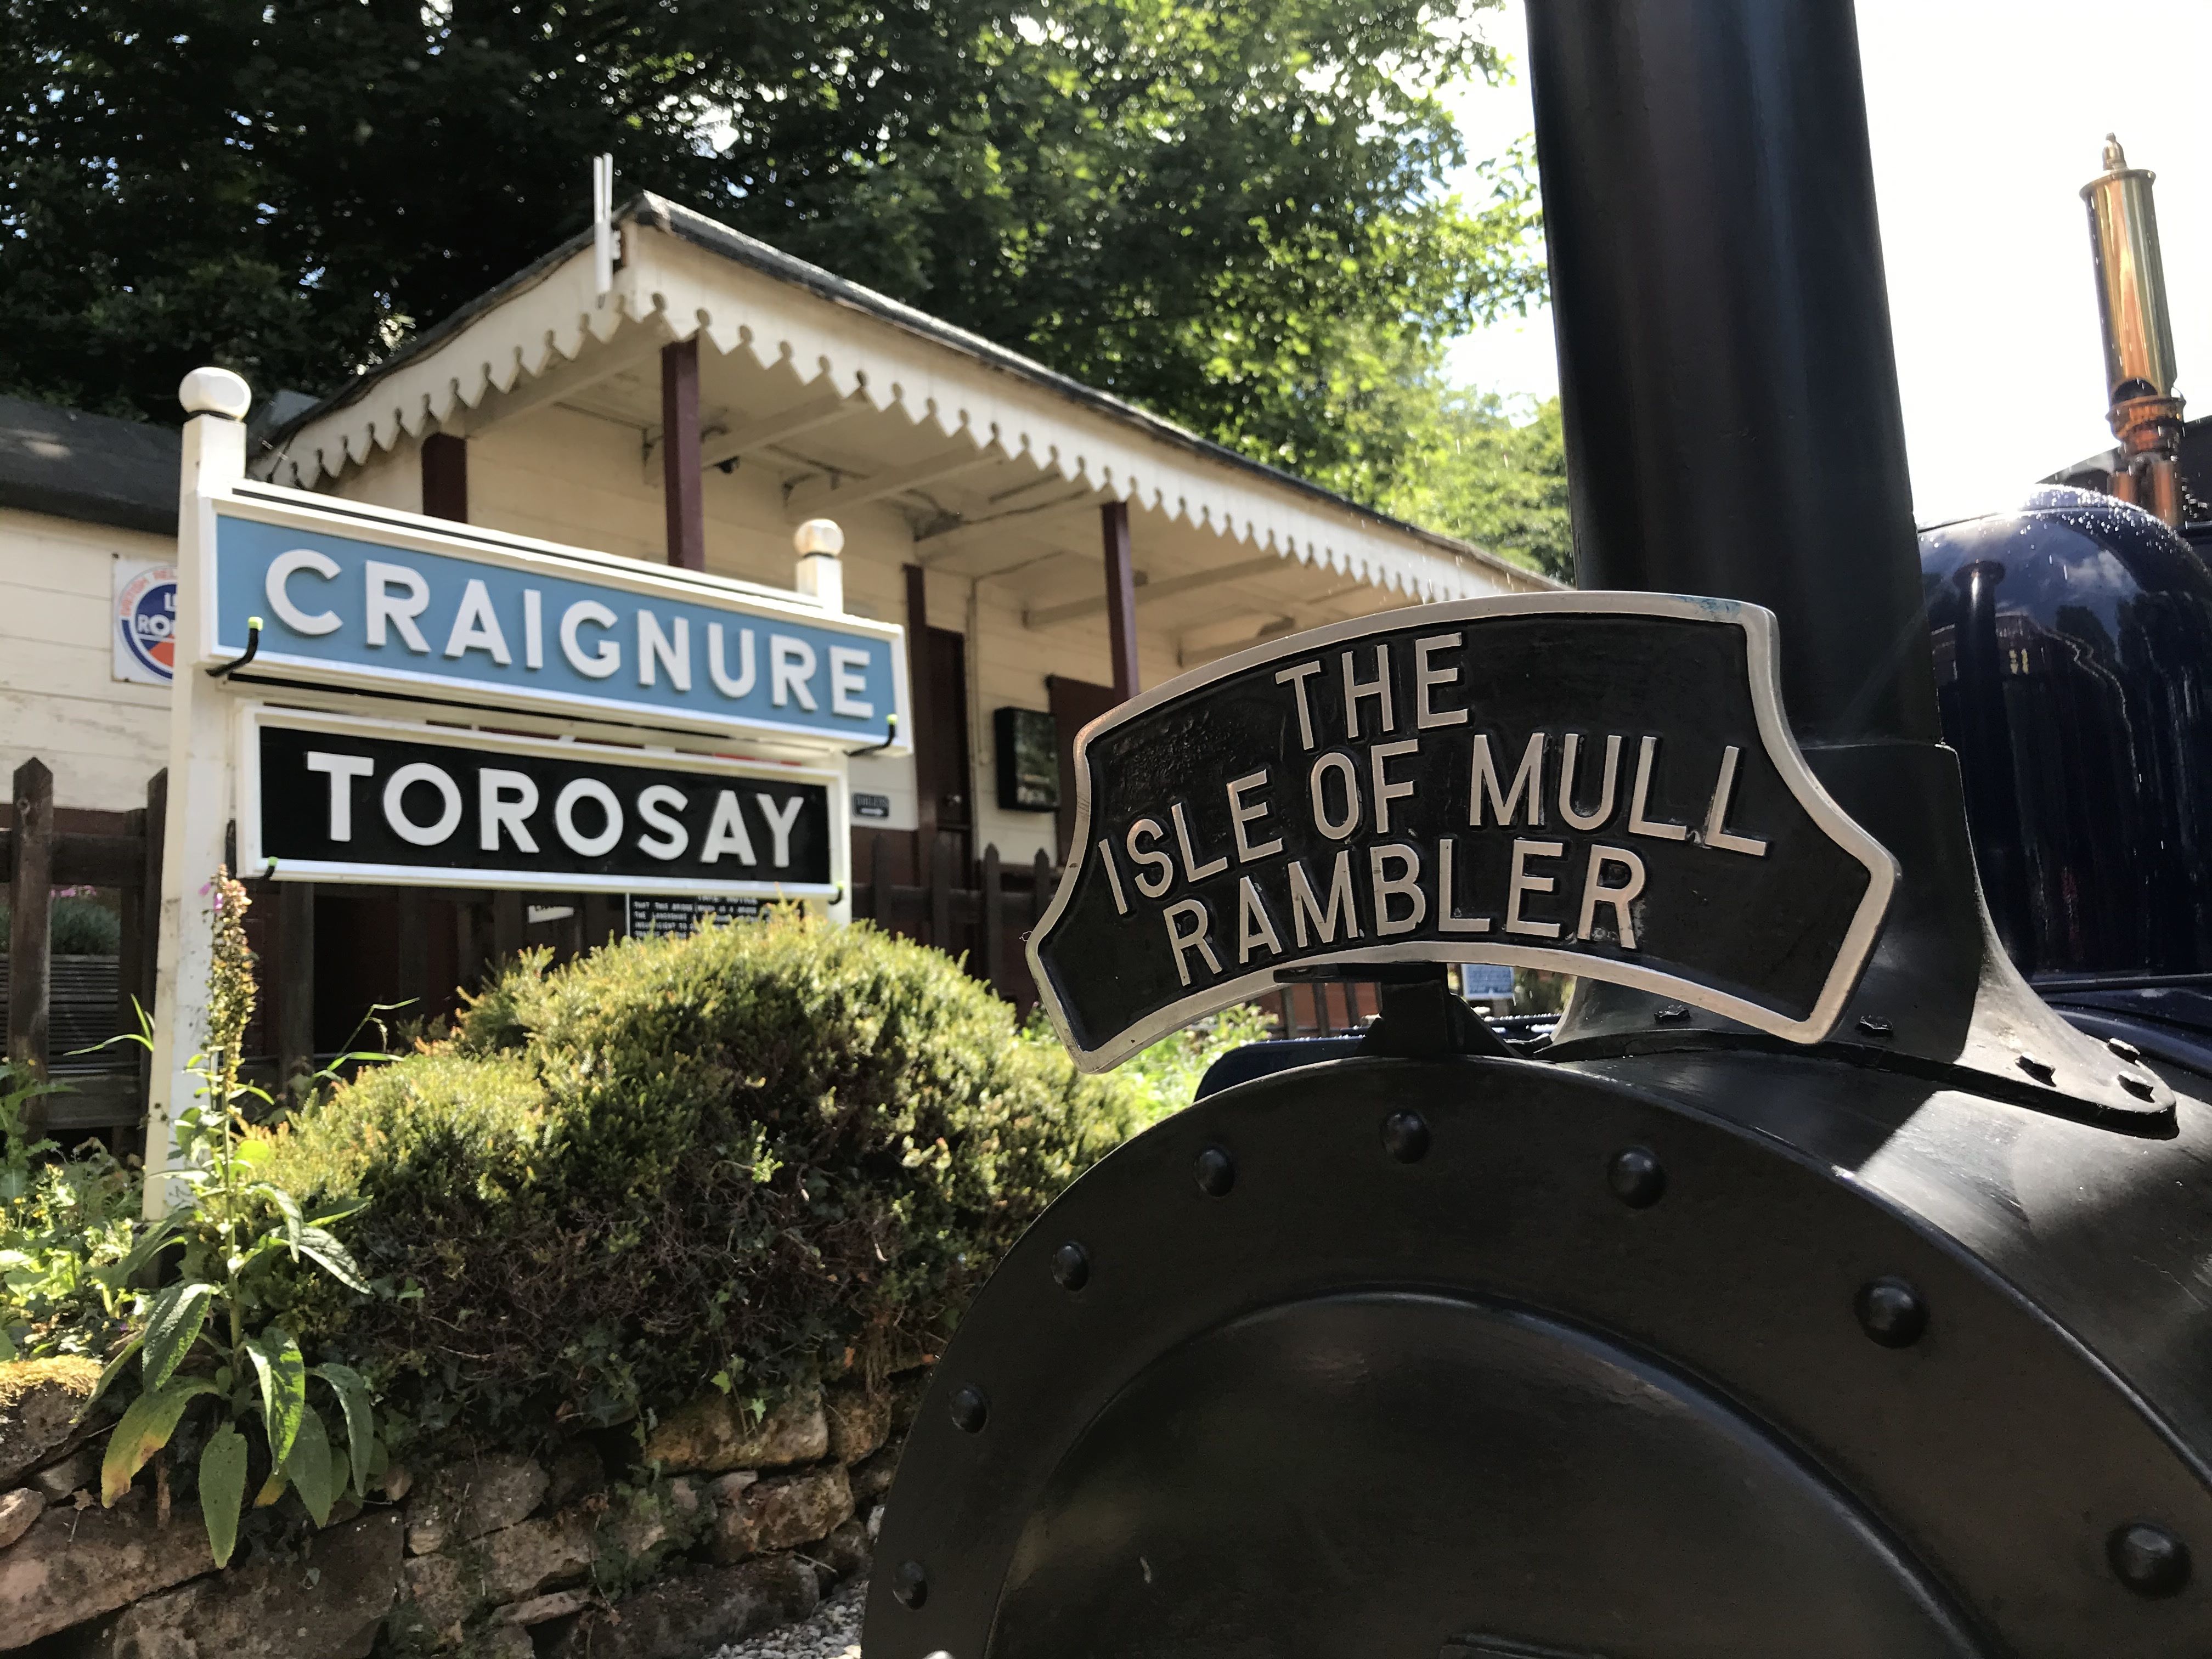 CRAIGNURE
TOROSAY
THE
ISLE OF MULL
RAMBLER